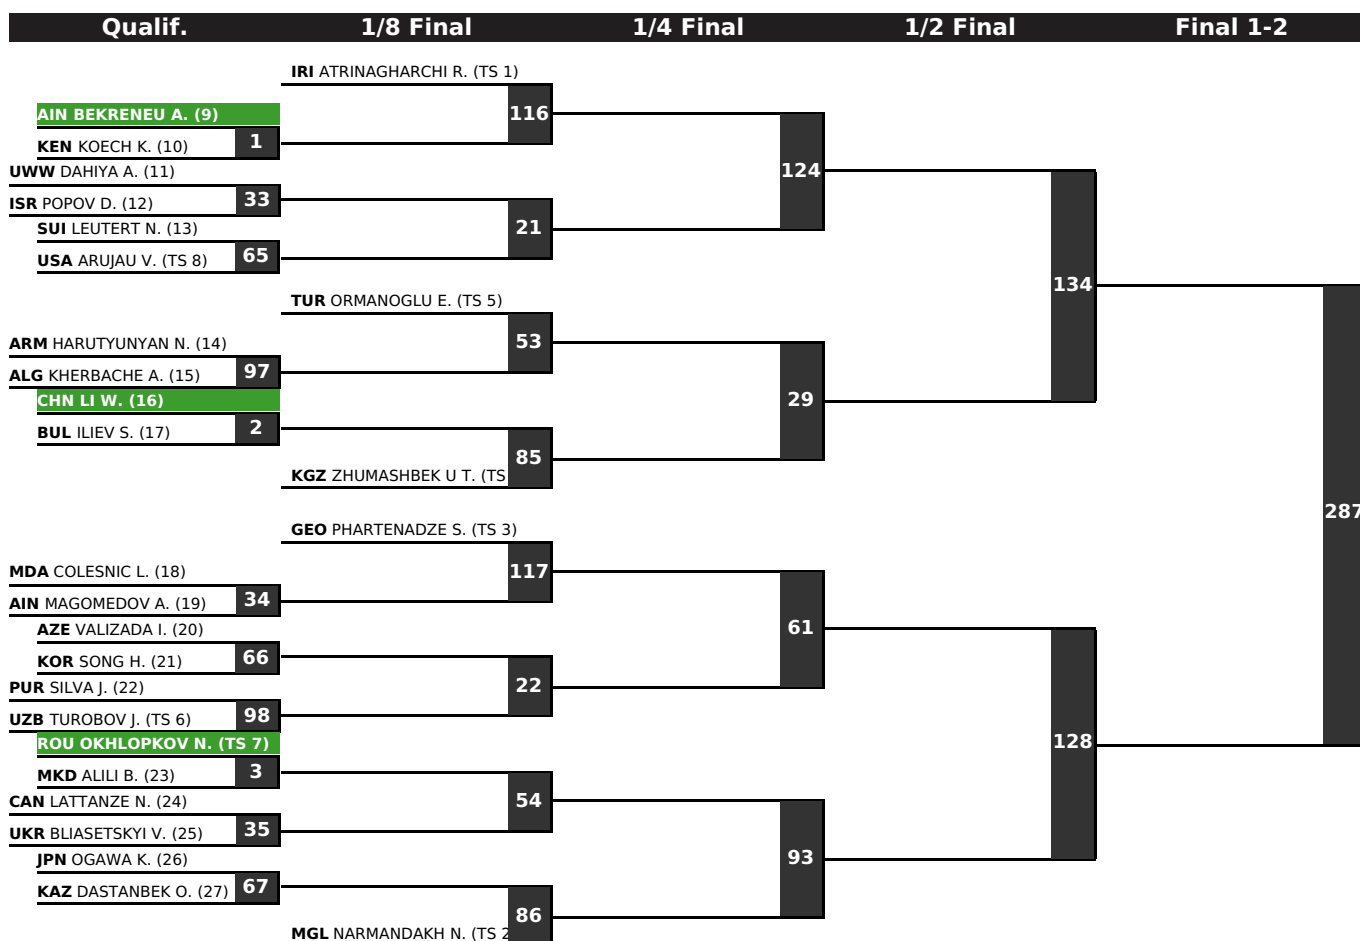 Qualif. 1/8 Final 1/4 Final 1/2 Final Final 1-2
IRI ATRINAGHARCHI R. (TS 1)
AIN BEKRENEU A. (9)
116
KEN KOECH K. (10)
1
UWW DAHIYA A. (11)
124
ISR POPOV D. (12)
33
SUI LEUTERT N. (13)
21
USA ARUJAU V. (TS 8)
65
134
TUR ORMANOGLU E. (TS 5)
ARM HARUTYUNYAN N. (14)
53
ALG KHERBACHE A. (15)
97
CHN LI W. (16)
29
BUL ILIEV S. (17)
2
85
KGZ ZHUMASHBEK U T. (TS
287
GEO PHARTENADZE S. (TS 3)
MDA COLESNIC L. (18)
117
AIN MAGOMEDOV A. (19)
34
AZE VALIZADA I. (20)
61
KOR SONG H. (21)
66
PUR SILVA J. (22)
22
UZB TUROBOV J. (TS 6)
98
ROU OKHLOPKOV N. (TS 7)
128
MKD ALILI B. (23)
3
CAN LATTANZE N. (24)
54
UKR BLIASETSKYI V. (25)
35
JPN OGAWA K. (26)
93
KAZ DASTANBEK O. (27)
67
86
MGL NARMANDAKH N. (TS 2